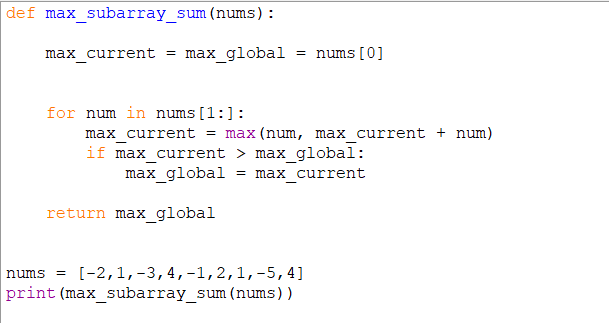 def max_subarray_sum(nums):
    max_current = max_global = nums[0]
    for num in nums[1:]:
        max_current = max(num, max_current + num)
        if max_current > max_global:
            max_global = max_current
    return max_global
nums = [-2,1,-3,4,-1,2,1,-5,4]
print(max_subarray_sum(nums))